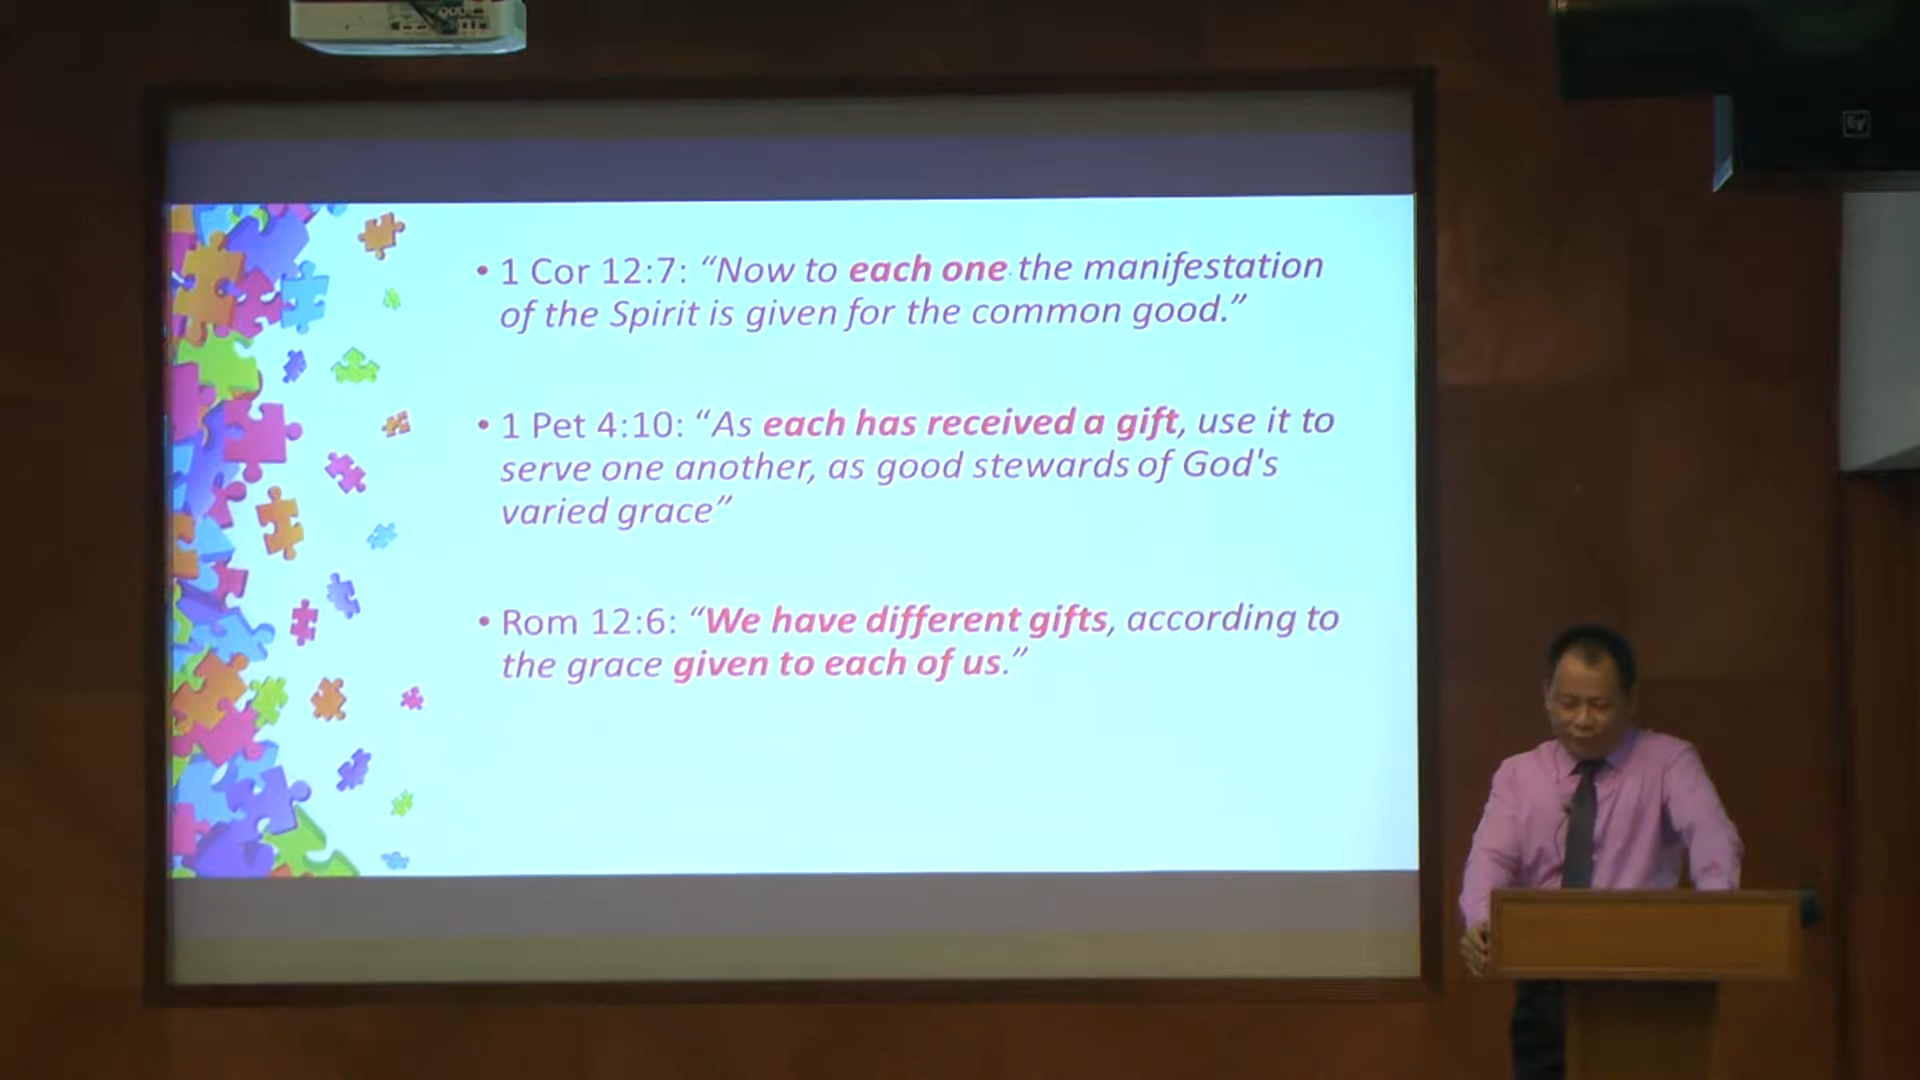 • 1 Cor 12:7: “Now to each one the manifestation
of the Spirit is given for the common good.”
• 1 Pet 4:10: “As each has received a gift, use it to
serve one another, as good stewards of God's
varied grace”
• Rom 12:6: “We have different gifts, according to
the grace given to each of us.”
EV